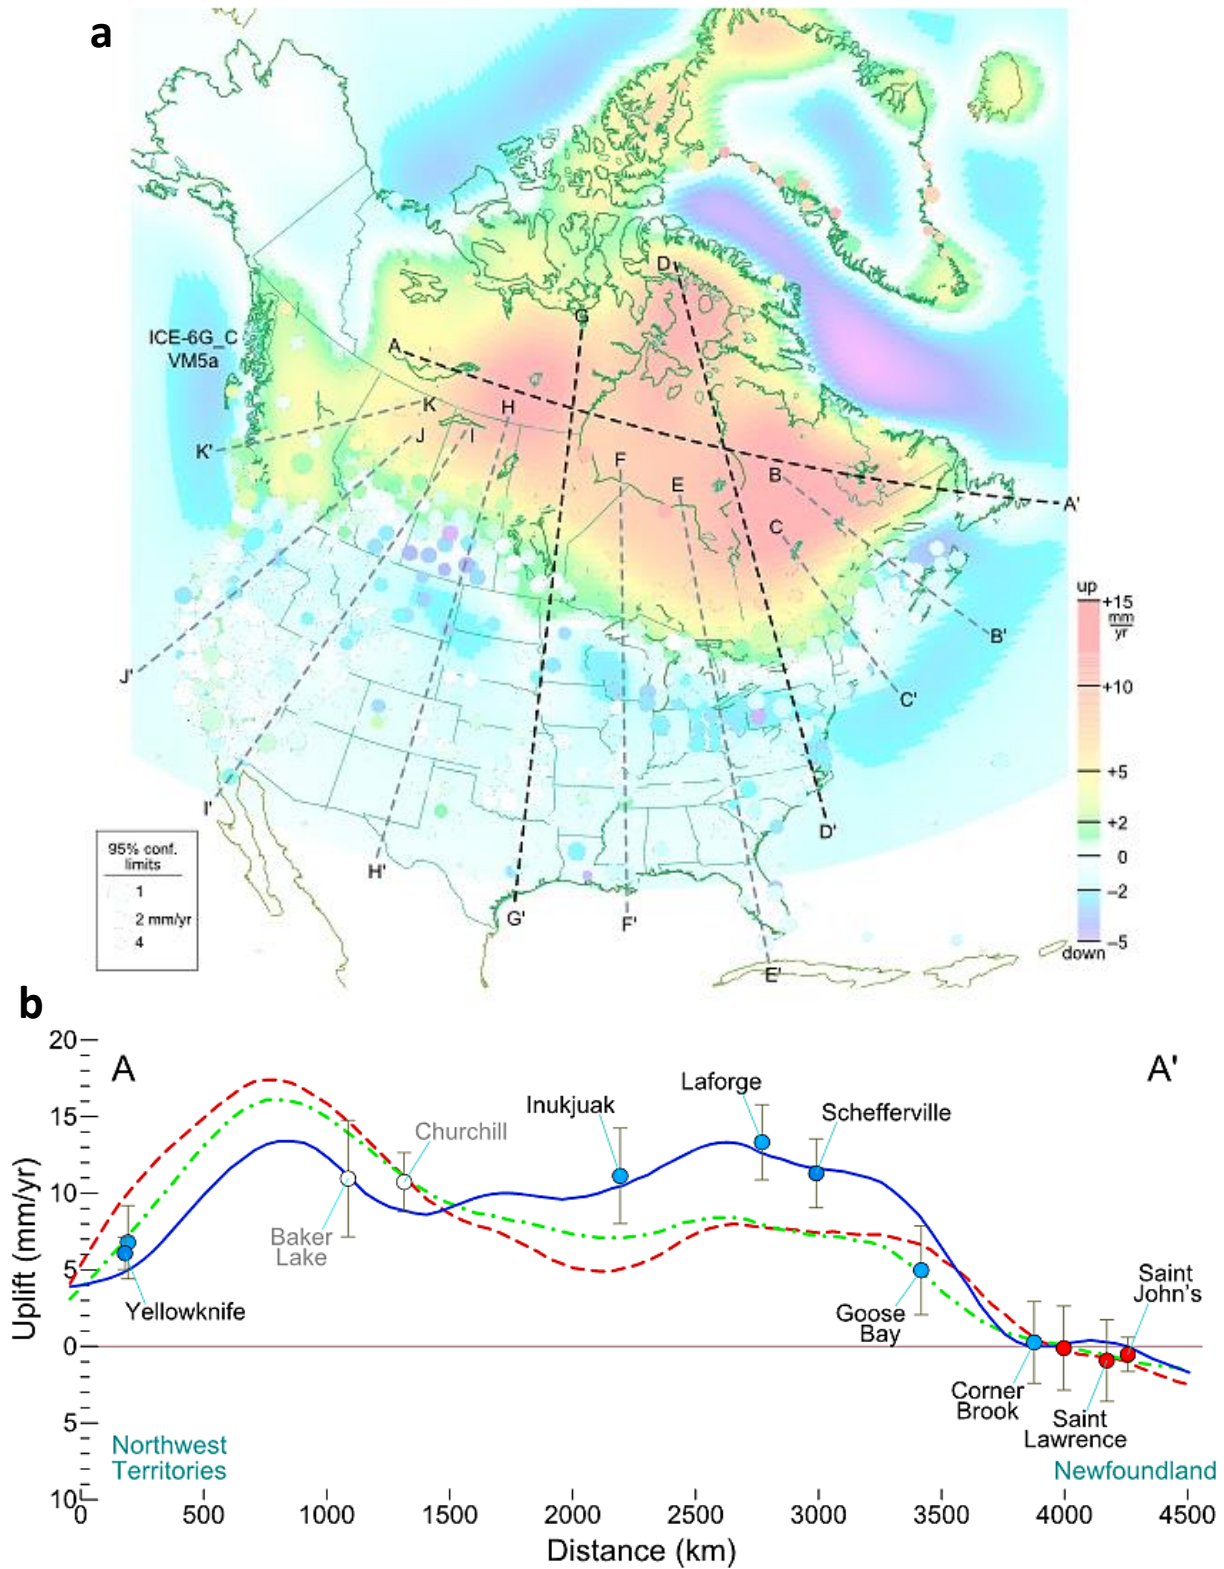 a
D
ICE-6G_C
VM5a
G
A
K
H
J
I
K'
F
E
B
A'
C
up
+15
mm
yr
B'
J'
+10
C'
+5
I'
+2
D'
95% conf.
limits
0
1
H'
-2
2 mm/yr
4
G'
F'
-5
down
E'
b
20
A
A'
Laforge
Inukjuak
Schefferville
15
Churchill
10
Uplift (mm/yr)
Baker
Lake
Saint
John's
5
Yellowknife
Goose
Bay
0
Corner
Brook
Saint
Lawrence
5
Northwest
Territories
Newfoundland
10
0
500
1000
1500
2000
2500
3000
3500
4000
4500
Distance (km)